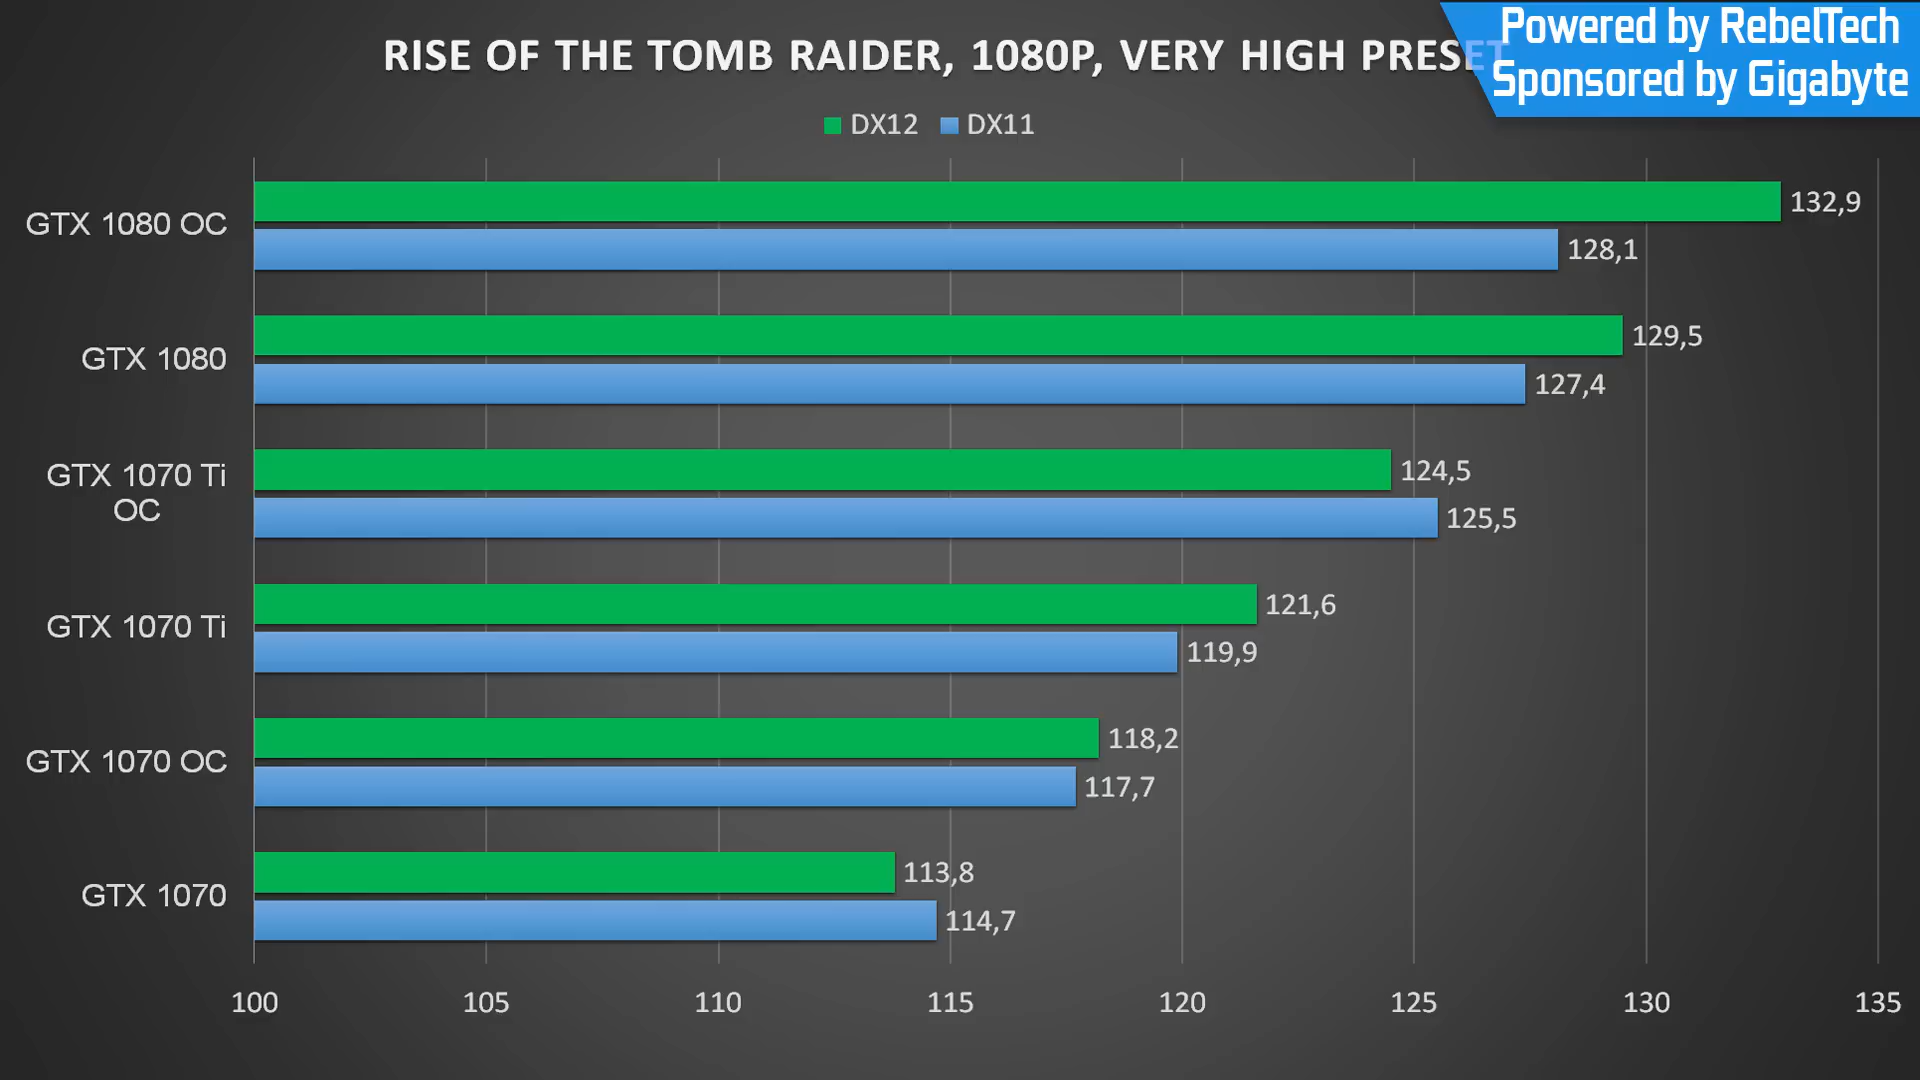 RISE OF THE TOMB RAIDER, 1080P, VERY HIGH PRESET
Powered by RebelTech
Sponsored by Gigabyte
DX12 DX11
GTX 1080 OC
132,9
128,1
GTX 1080
129,5
127,4
GTX 1070 Ti
OC
124,5
125,5
GTX 1070 Ti
121,6
119,9
GTX 1070 OC
118,2
117,7
GTX 1070
113,8
114,7
100 105 110 115 120 125 130 135